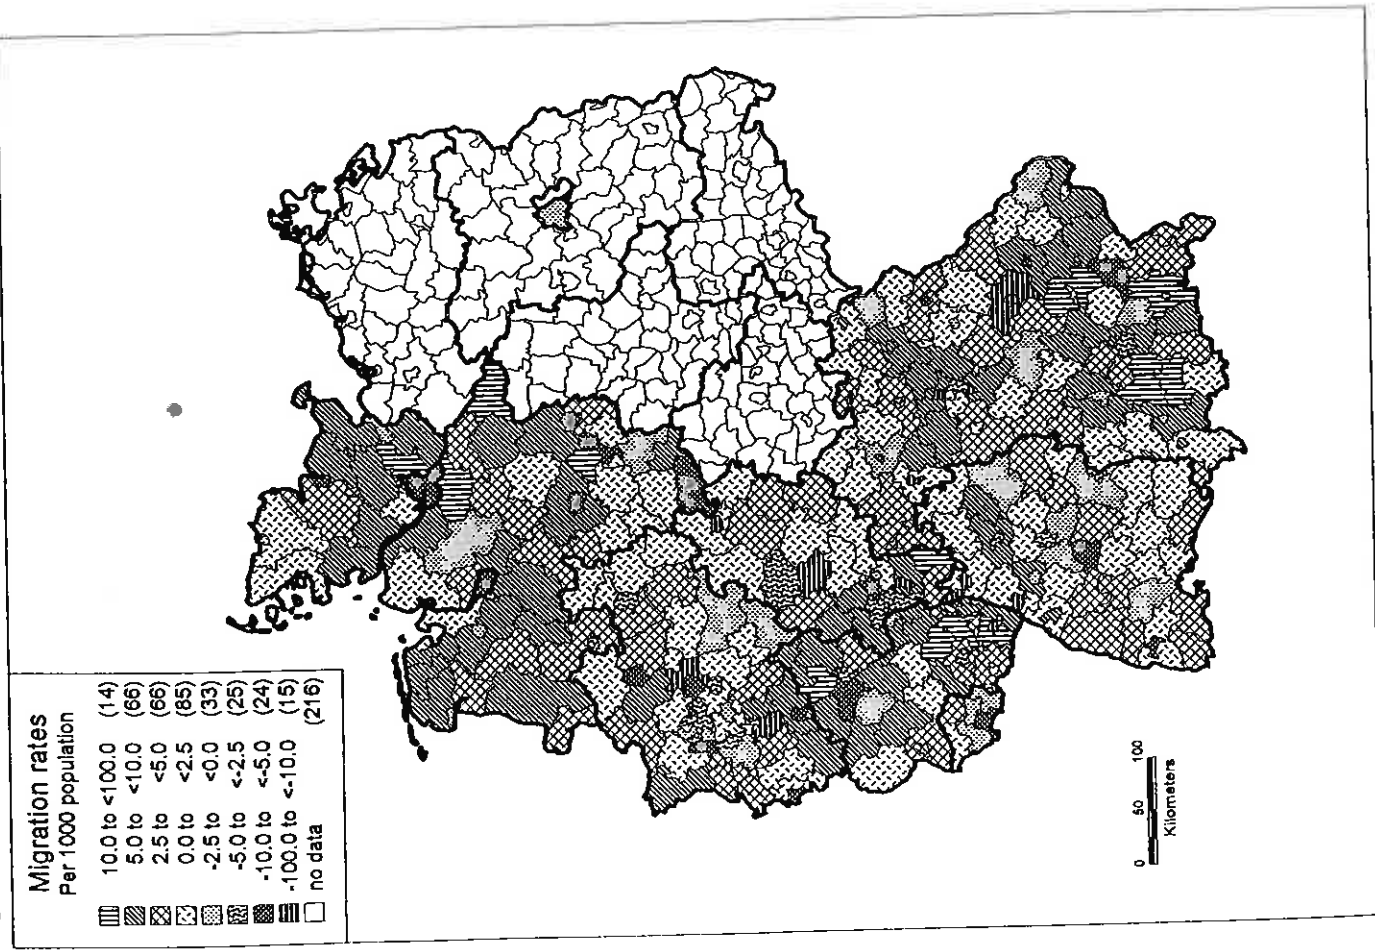 Migration rates
Per 1000 population
10.0 to <100.0 (14)
5.0 to <10.0 (66)
2.5 to <5.0 (66)
0.0 to <2.5 (85)
-2.5 to <0.0 (33)
-5.0 to <-2.5 (25)
-10.0 to <-5.0 (24)
-100.0 to <-10.0 (15)
no data (216)
0 50 100
Kilometers